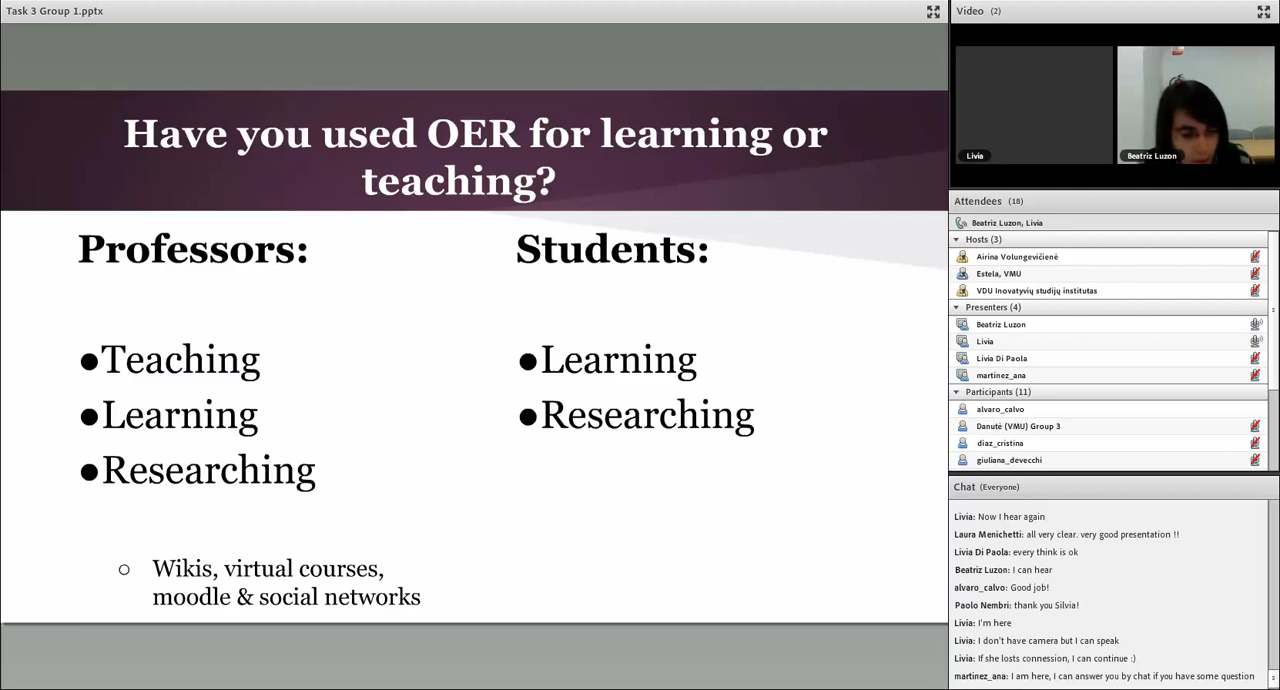 Task 3 Group 1.pptx
Have you used OER for learning or
teaching?
Professors:
●Teaching
●Learning
●Researching
○ Wikis, virtual courses,
moodle & social networks
Students:
●Learning
●Researching
Video (2)
Livia
Beatriz Luzon
Attendees (18)
Beatriz Luzon, Livia
Hosts (3)
Airina Volungevičienė
Estela, VMU
VDU Inovatyvių studijų institutas
Presenters (4)
Beatriz Luzon
Livia
Livia Di Paola
martinez_ana
Participants (11)
alvaro_calvo
Danutė (VMU) Group 3
diaz_cristina
giuliana_devecchi
Chat (Everyone)
Livia: Now I hear again
Laura Menichetti: all very clear. very good presentation !!
Livia Di Paola: every think is ok
Beatriz Luzon: I can hear
alvaro_calvo: Good job!
Paolo Nembri: thank you Silvia!
Livia: I'm here
Livia: I don't have camera but I can speak
Livia: If she losts connession, I can continue :)
martinez_ana: I am here, I can answer you by chat if you have some question